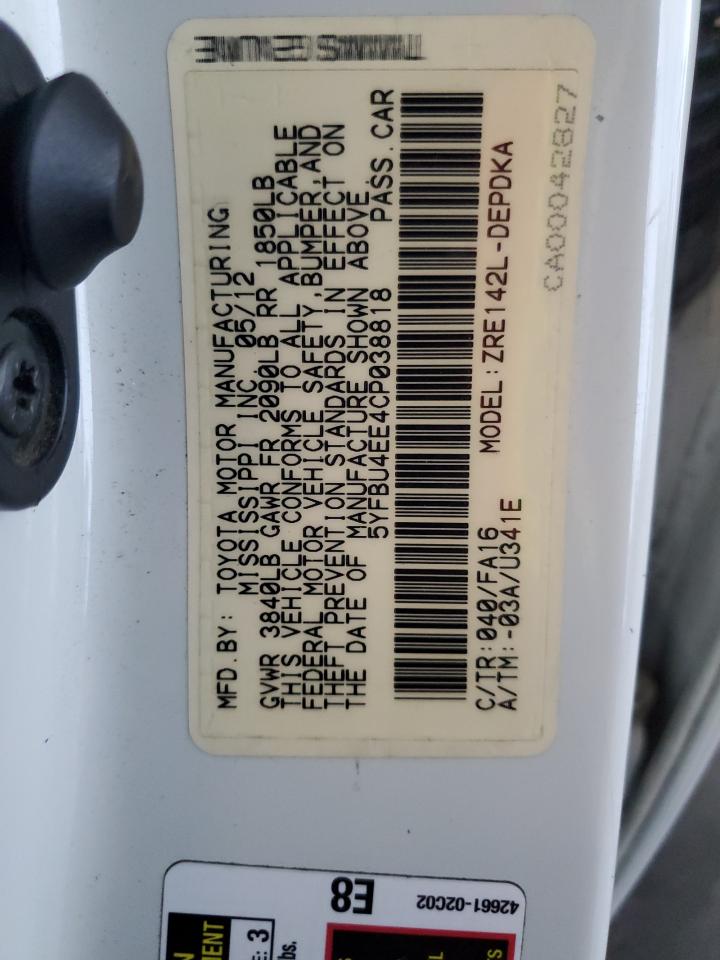 MFD.BY: TOYOTA MOTOR MANUFACTURING
MISSISSIPPI INC 05/12
GVWR 3840LB GAWR FR 2090LB RR 1850LB
THIS VEHICLE CONFORMS TO ALL APPLICABLE
FEDERAL MOTOR VEHICLE SAFETY, BUMPER, AND
THEFT PREVENTION STANDARDS IN EFFECT ON
THE DATE OF MANUFACTURE SHOWN ABOVE.
5YFBU4EE4CP038818 PASS.CAR
C/TR:040/FA16 MODEL:ZRE142L-DEPDKA
A/TM:-03A/U341E
CA00042827
E8
42661-02C02
3
lbs.